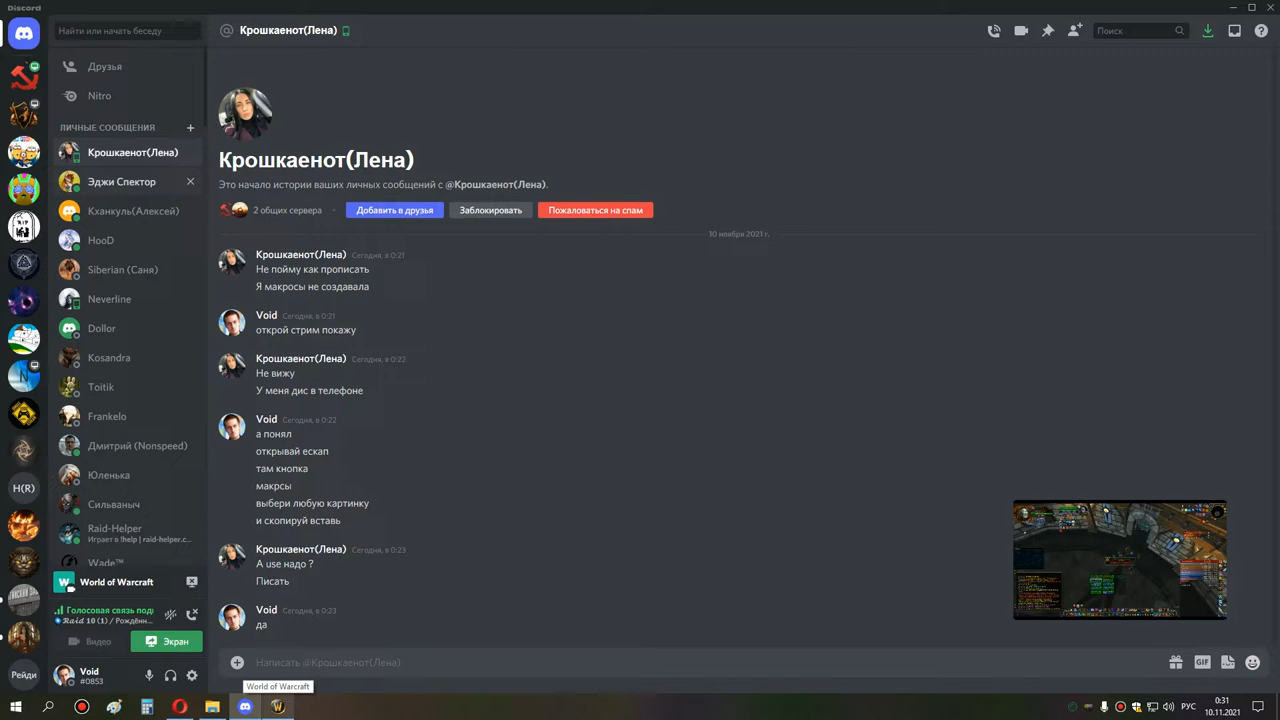 Discord
Найти или начать беседу
Друзья
Nitro
ЛИЧНЫЕ СООБЩЕНИЯ
Крошкаенот(Лена)
Эджи Спектор
Кханкуль(Алексей)
HooD
Siberian (Саня)
Neverline
Dollor
Kosandra
Toitik
Frankelo
Дмитрий (Nonspeed)
Юленька
Сильваныч
Raid-Helper
Играет в !help | raid-helper.c...
Wade™
World of Warcraft
Голосовая связь под
Raid 10 (1) / Рождённ
Видео
Экран
Void
#0853
H(R)
Рейди
Крошкаенот(Лена)
Поиск
Крошкаенот(Лена)
Это начало истории ваших личных сообщений с @Крошкаенот(Лена).
2 общих сервера
Добавить в друзья
Заблокировать
Пожаловаться на спам
10 ноября 2021 г.
Крошкаенот(Лена) Сегодня, в 0:21
Не пойму как прописать
Я макросы не создавала
Void Сегодня, в 0:21
открой стрим покажу
Крошкаенот(Лена) Сегодня, в 0:22
Не вижу
У меня дис в телефоне
Void Сегодня, в 0:22
а понял
открывай ескап
там кнопка
макрсы
выбери любую картинку
и скопируй вставь
Крошкаенот(Лена) Сегодня, в 0:23
А use надо ?
Писать
Void Сегодня, в 0:23
да
Написать @Крошкаенот(Лена)
GIF
World of Warcraft
РУС
0:31
10.11.2021